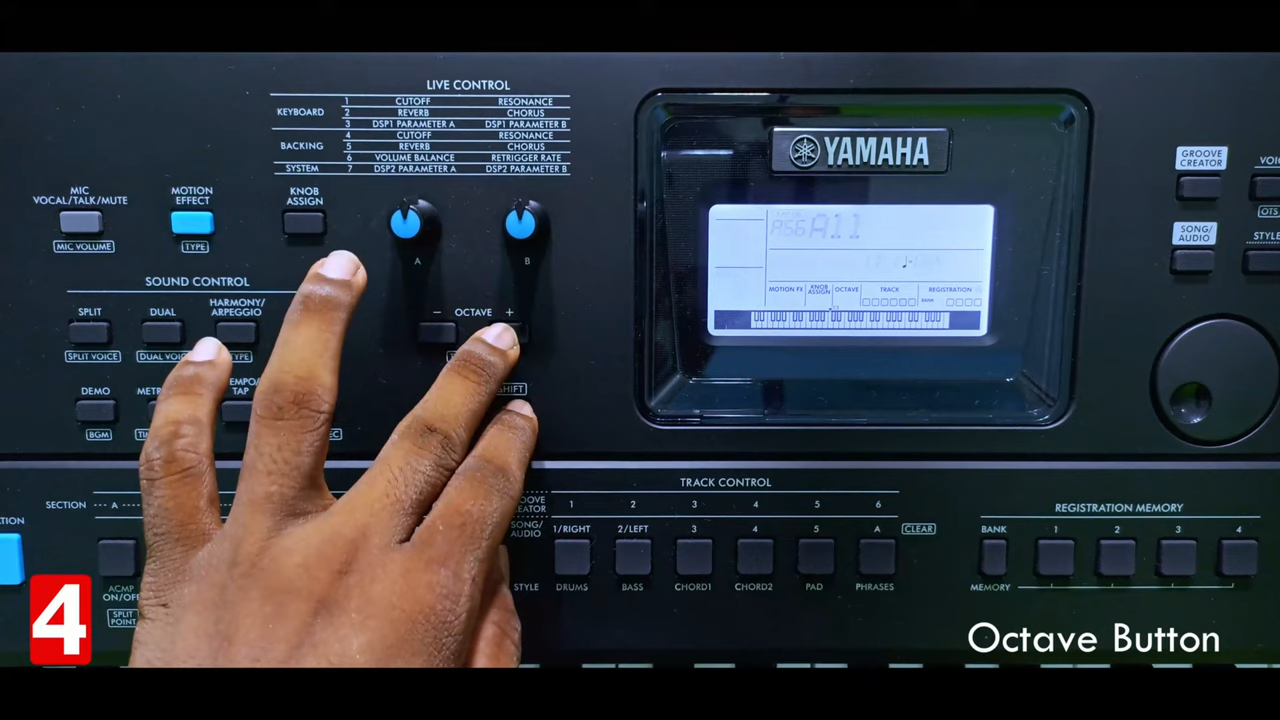 LIVE CONTROL
KEYBOARD
1 CUTOFF RESONANCE
2 REVERB CHORUS
3 DSP1 PARAMETER A DSP1 PARAMETER B
BACKING
4 CUTOFF RESONANCE
5 REVERB CHORUS
6 VOLUME BALANCE RETRIGGER RATE
SYSTEM 7 DSP2 PARAMETER A DSP2 PARAMETER B
YAMAHA
MIC
VOCAL/TALK/MUTE
MIC VOLUME
MOTION
EFFECT
TYPE
KNOB
ASSIGN
A
B
GROOVE
CREATOR
SONG/
AUDIO
OTS
STYLE
SOUND CONTROL
SPLIT
SPLIT VOICE
DUAL
HARMONY/
ARPEGGIO
TYPE
- OCTAVE +
DEMO
BGM
TAP
MOTION FX
KNOB
ASSIGN
OCTAVE
TRACK
REGISTRATION
BANK
SECTION
A
TRACK CONTROL
1 2 3 4 5 6
SONG/
AUDIO
1/RIGHT 2/LEFT 3 4 5 A
CLEAR
STYLE DRUMS BASS CHORD1 CHORD2 PAD PHRASES
REGISTRATION MEMORY
BANK 1 2 3 4
MEMORY
ACMP
ON/OFF
SPLIT
POINT
4
Octave Button